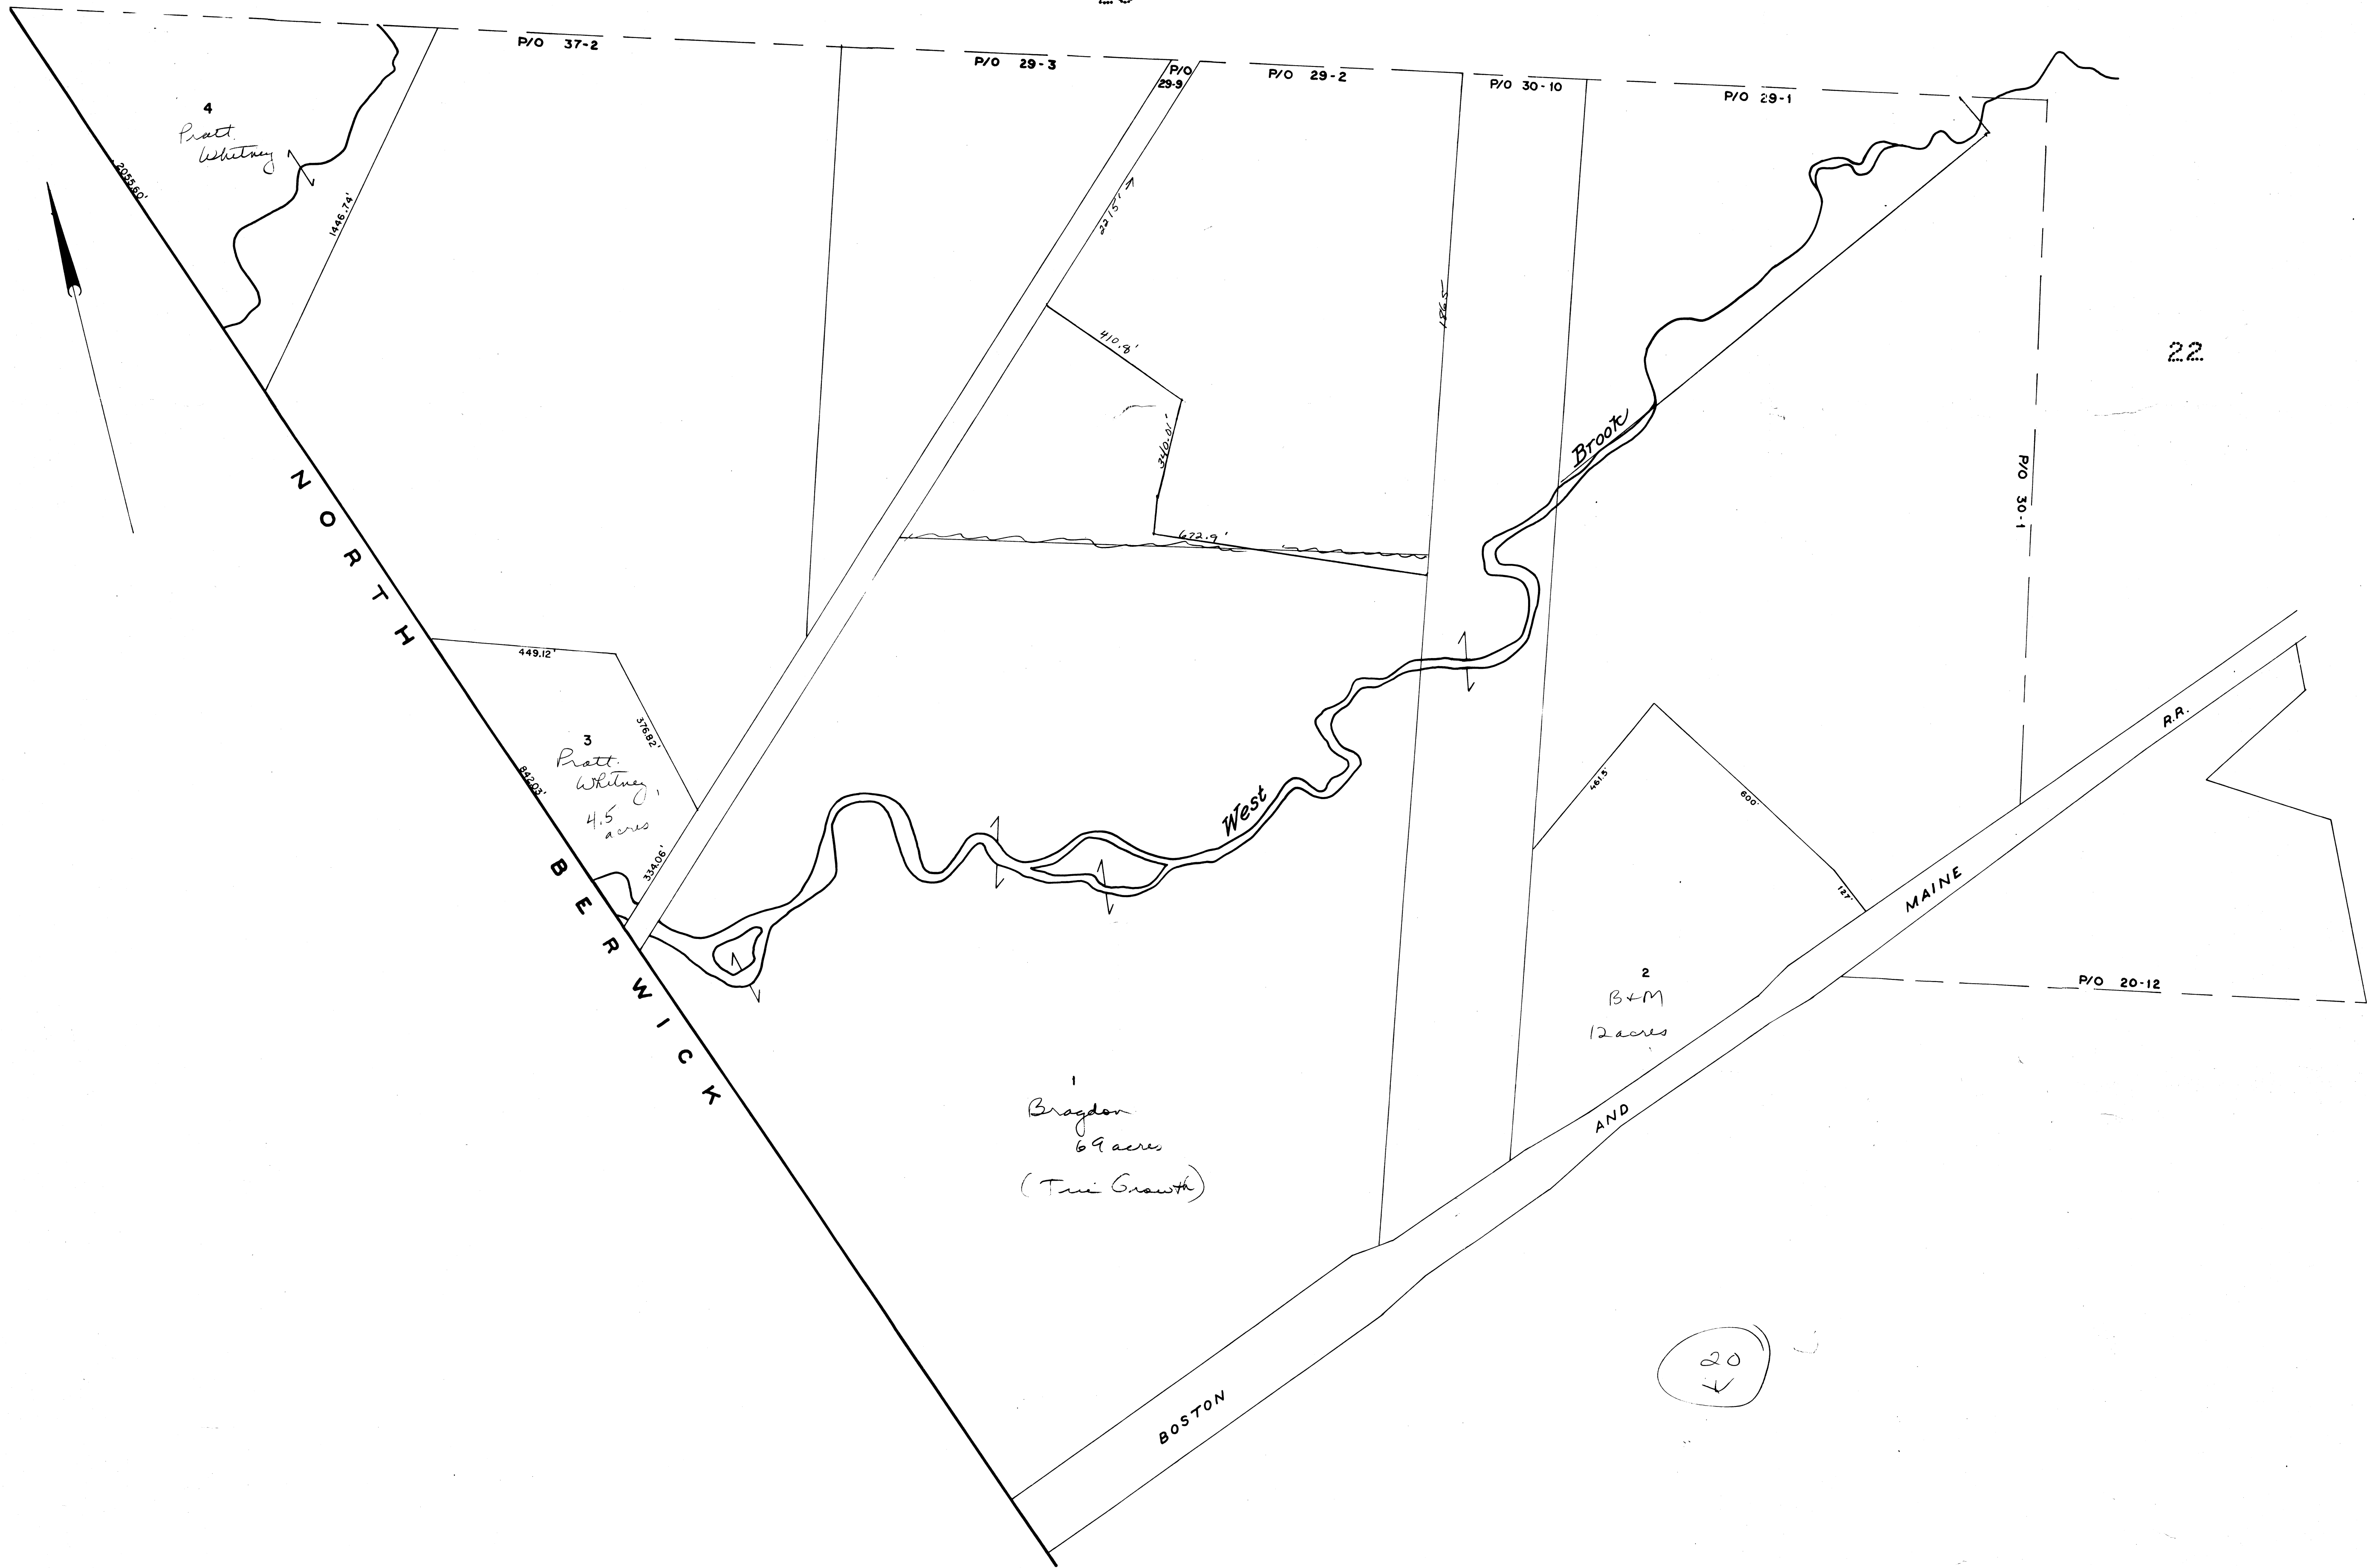 P/O 37-2
P/O 29-3
P/O
29-9
P/O 29-2
P/O 30-10
P/O 29-1
4
Pratt
Whitney
2055.60'
1446.74'
2215'
410.8'
340.01'
672.9'
1865
Brook
22
P/O 30-1
NORTH
449.12'
376.82'
3
Pratt.
Whitney
4.5
acres
842.03'
334.06'
West
461.5'
600'
127'
R.R.
MAINE
P/O 20-12
BERWICK
2
B+M
12 acres
1
Bragdon
69 acres
(Tree Growth)
AND
BOSTON
20